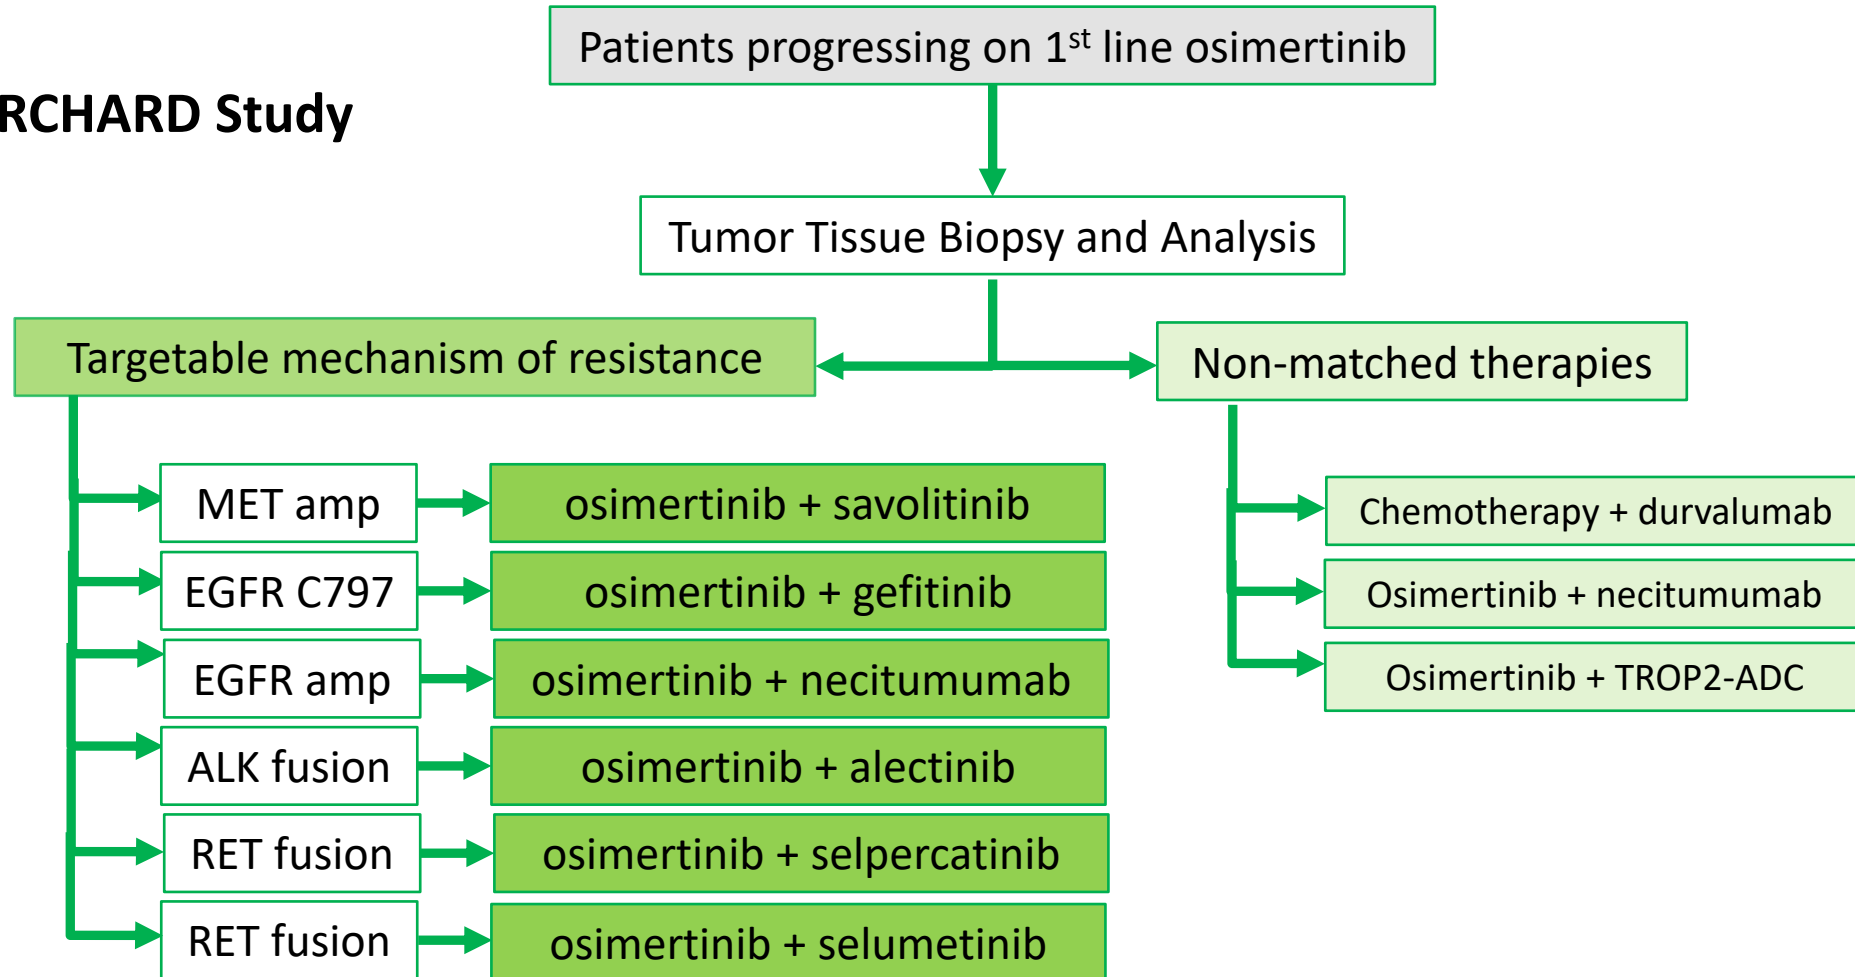 Patients progressing on 1st line osimertinib
RCHARD Study
Tumor Tissue Biopsy and Analysis
Targetable mechanism of resistance
Non-matched therapies
MET amp
osimertinib + savolitinib
EGFR C797
osimertinib + gefitinib
EGFR amp
osimertinib + necitumumab
ALK fusion
osimertinib + alectinib
RET fusion
osimertinib + selpercatinib
RET fusion
osimertinib + selumetinib
Chemotherapy + durvalumab
Osimertinib + necitumumab
Osimertinib + TROP2-ADC